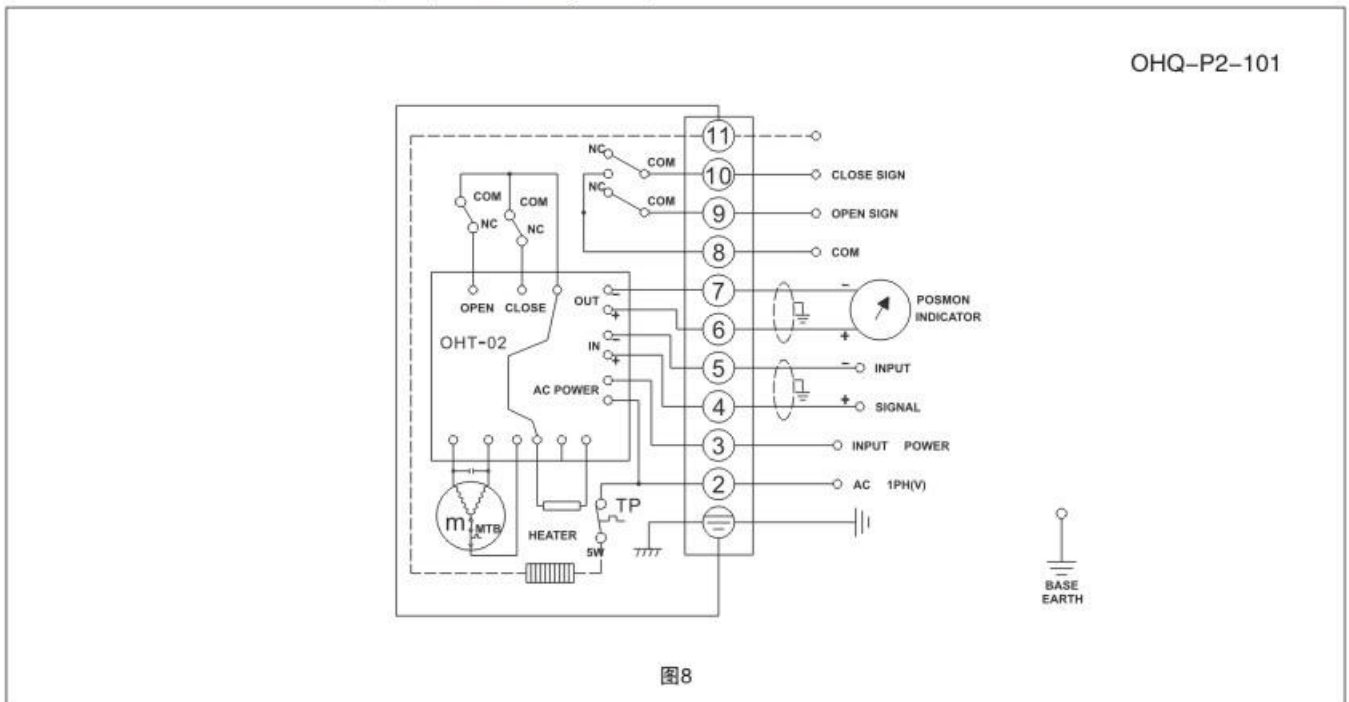 OHQ-P2-101
11
NC
COM
10
CLOSE SIGN
NC
COM
9
OPEN SIGN
COM
NC
COM
NC
8
COM
OPEN
CLOSE
OUT
-
+
7
-
POSMON
INDICATOR
6
+
OHT-02
IN
-
+
5
- INPUT
4
+ SIGNAL
AC POWER
3
INPUT POWER
2
AC 1PH(V)
m
MTB
HEATER
TP
5W
BASE
EARTH
图8